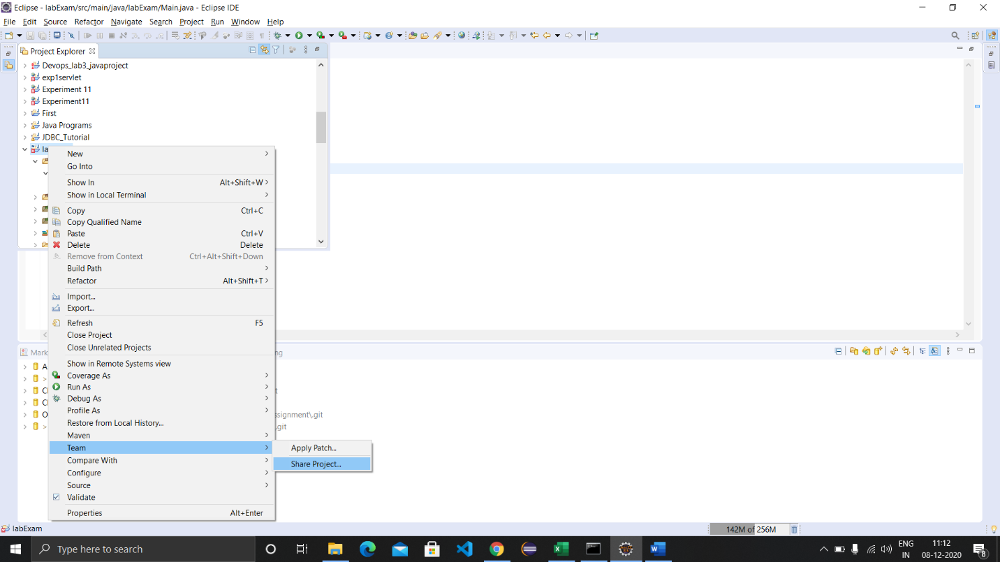 Eclipse - labExam/src/main/java/labExam/Main.java - Eclipse IDE
File Edit Source Refactor Navigate Search Project Run Window Help
Project Explorer
Devops_lab3_javaproject
exp1servlet
Experiment 11
Experiment11
First
Java Programs
JDBC_Tutorial
la
New
Go Into
Show In Alt+Shift+W
Show in Local Terminal
Copy Ctrl+C
Copy Qualified Name
Paste Ctrl+V
Delete Delete
Remove from Context Ctrl+Alt+Shift+Down
Build Path
Refactor Alt+Shift+T
Import...
Export...
Refresh F5
Close Project
Close Unrelated Projects
Show in Remote Systems view
Coverage As
Run As
Debug As
Profile As
Restore from Local History...
Maven
Team
Compare With
Configure
Source
Validate
Properties Alt+Enter
Apply Patch...
Share Project...
Mark
ng
A
>
Cl t
Cl
O ssignment\.git
> .git
labExam
142M of 256M
Type here to search
ENG
IN
11:12
08-12-2020
8